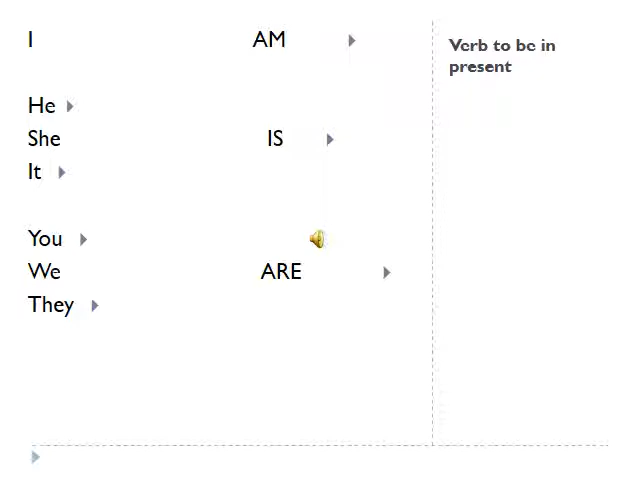 I AM
He
She IS
It
You
We ARE
They
Verb to be in
present